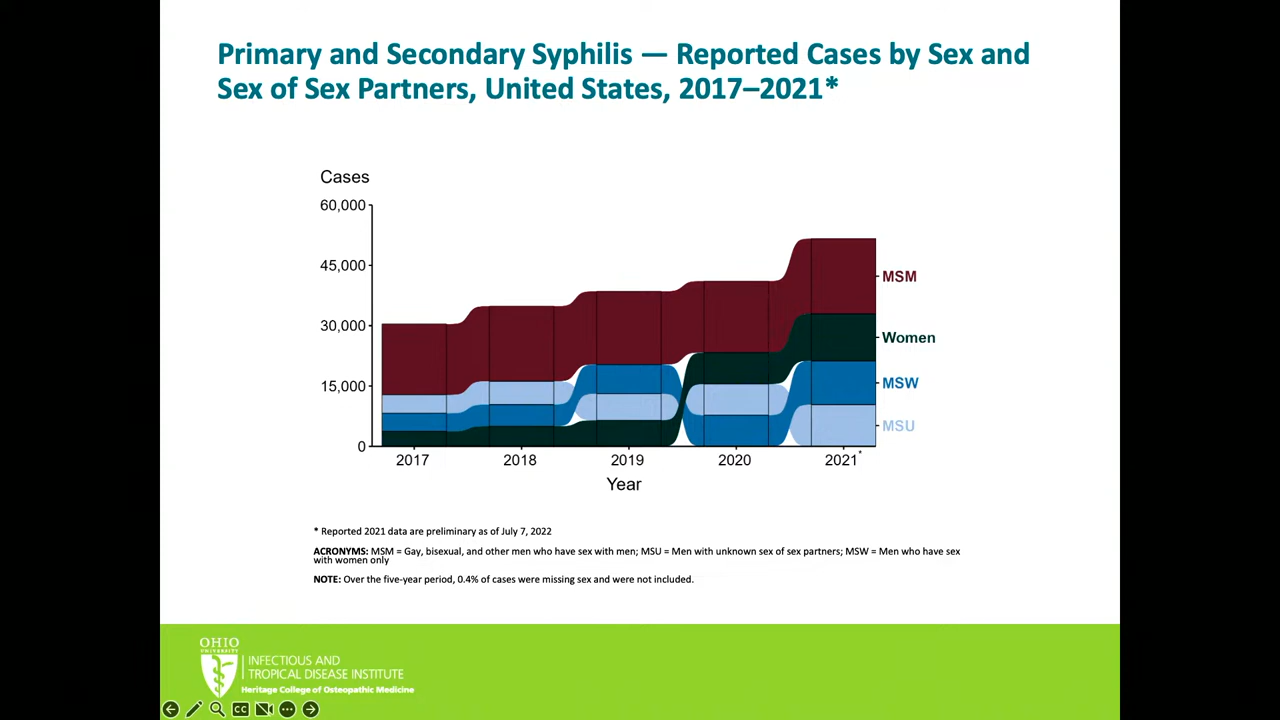 Primary and Secondary Syphilis — Reported Cases by Sex and
Sex of Sex Partners, United States, 2017–2021*
Cases
60,000
45,000
30,000
15,000
0
MSM
Women
MSW
MSU
2017
2018
2019
2020
2021*
Year
* Reported 2021 data are preliminary as of July 7, 2022
ACRONYMS: MSM = Gay, bisexual, and other men who have sex with men; MSU = Men with unknown sex of sex partners; MSW = Men who have sex
with women only
NOTE: Over the five-year period, 0.4% of cases were missing sex and were not included.
OHIO
UNIVERSITY
INFECTIOUS AND
TROPICAL DISEASE INSTITUTE
Heritage College of Osteopathic Medicine
CC